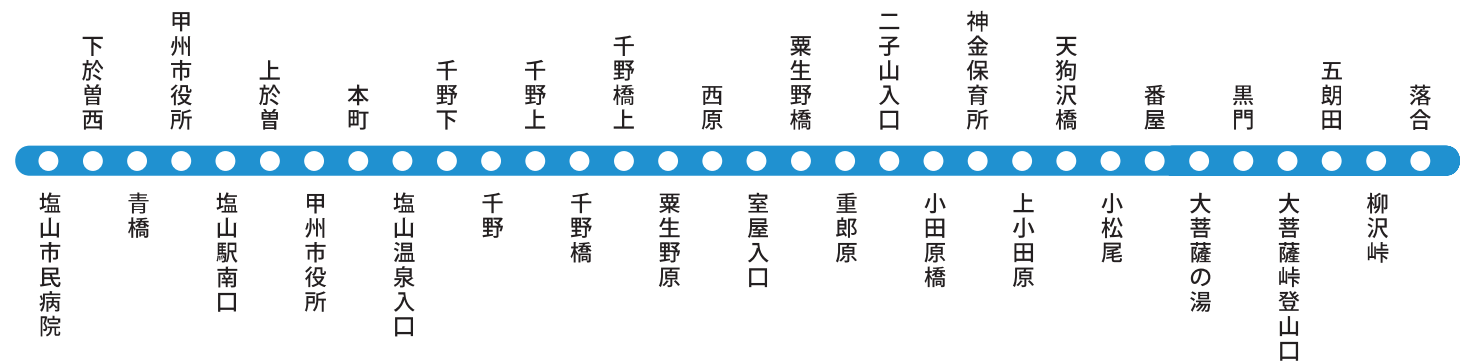 塩山市民病院
下於曽西
青橋
甲州市役所
塩山駅南口
上於曽
甲州市役所
本町
塩山温泉入口
千野下
千野
千野上
千野橋
千野橋上
粟生野原
西原
室屋入口
粟生野橋
重郎原
二子山入口
小田原橋
神金保育所
上小田原
天狗沢橋
小松尾
番屋
大菩薩の湯
黒門
大菩薩峠登山口
五朗田
柳沢峠
落合